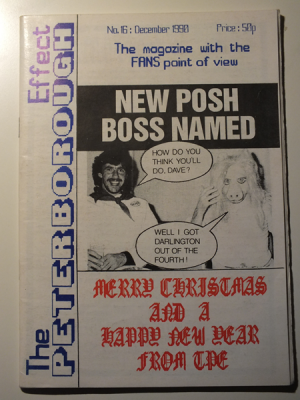 The PETERBOROUGH Effect
No.16: December 1990 Price: 50p
The magazine with the
FANS point of view
NEW POSH
BOSS NAMED
HOW DO YOU
THINK YOU'LL
DO, DAVE?
WELL I GOT
DARLINGTON
OUT OF THE
FOURTH!
MERRY CHRISTMAS
AND A
HAPPY NEW YEAR
FROM TPE